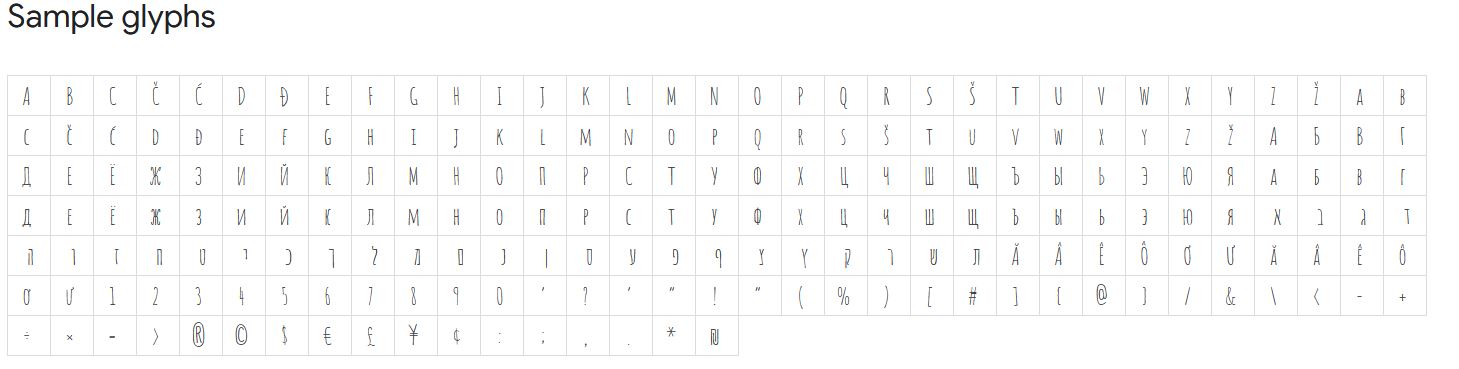 Sample glyphs
A B C Č Ć D Đ E F G H I J K L M N O P Q R S Š T U V W X Y Z Ž a b
c č ć d đ e f g h i j k l m n o p q r s š t u v w x y z ž А Б В Г
Д Е Ё Ж З И Й К Л М Н О П Р С Т У Ф Х Ц Ч Ш Щ Ъ Ы Ь Э Ю Я а б в г
д е ё ж з и й к л м н о п р с т у ф х ц ч ш щ ъ ы ь э ю я א ב ג ד
ה ו ז ח ט י כ ך ל מ ם נ ן ס ע פ ף צ ץ ק ר ש ת Ă Â Ê Ô Ơ Ư ă â ê ô
ơ ư 1 2 3 4 5 6 7 8 9 0 ‘ ? ’ “ ! ” ( % ) [ # ] { @ } / & \ < - +
÷ × = > ® © $ € £ ¥ ¢ : ; , . * ₪